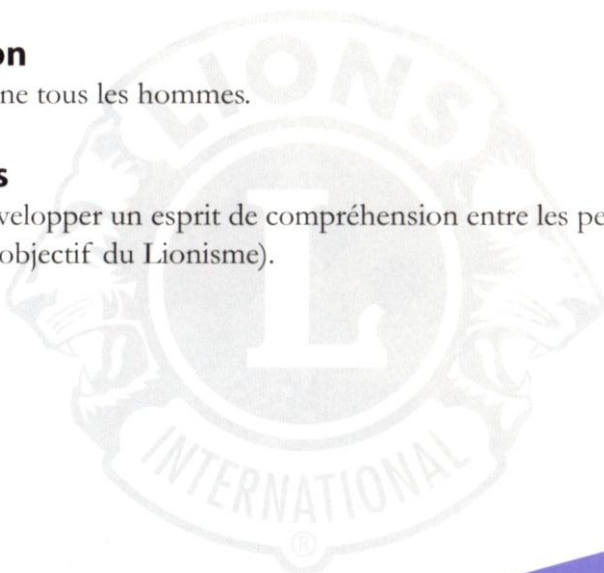 on
ne tous les hommes.
s
velopper un esprit de compréhension entre les pe
objectif du Lionisme).
LIONS
L
INTERNATIONAL
®